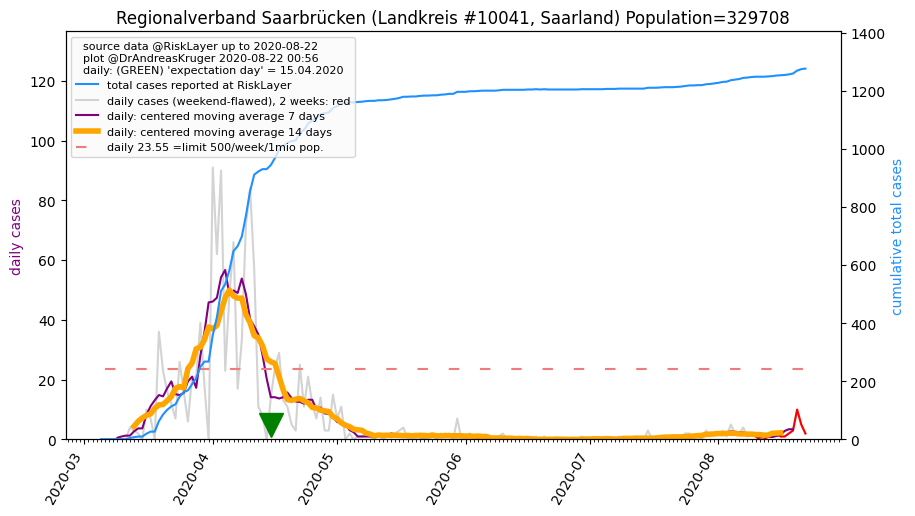 Regionalverband Saarbrücken (Landkreis #10041, Saarland) Population=329708
source data @RiskLayer up to 2020-08-22
plot @DrAndreasKruger 2020-08-22 00:56
daily: (GREEN) 'expectation day' = 15.04.2020
total cases reported at RiskLayer
daily cases (weekend-flawed), 2 weeks: red
daily: centered moving average 7 days
daily: centered moving average 14 days
daily 23.55 =limit 500/week/1mio pop.
daily cases
0
20
40
60
80
100
120
cumulative total cases
0
200
400
600
800
1000
1200
1400
2020-03
2020-04
2020-05
2020-06
2020-07
2020-08